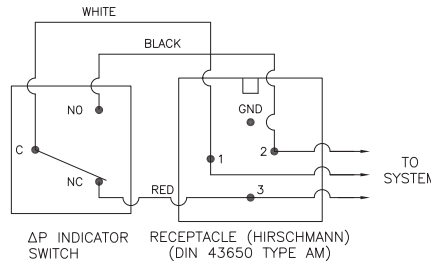 WHITE
BLACK
NO
GND
C
1
2
NC
RED
3
TO
SYSTEM
ΔP INDICATOR
SWITCH
RECEPTACLE (HIRSCHMANN)
(DIN 43650 TYPE AM)